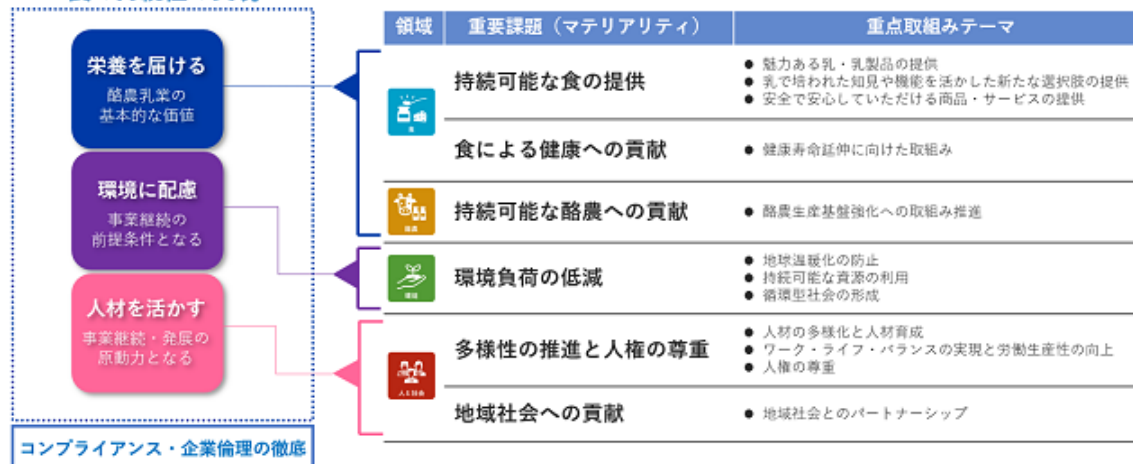 栄養を届ける
酪農乳業の
基本的な価値
環境に配慮
事業継続の
前提条件となる
人材を活かす
事業継続・発展の
原動力となる
コンプライアンス・企業倫理の徹底
領域 重要課題（マテリアリティ） 重点取組みテーマ
食
持続可能な食の提供
● 魅力ある乳・乳製品の提供
● 乳で培われた知見や機能を活かした新たな選択肢の提供
● 安全で安心していただける商品・サービスの提供
食による健康への貢献
● 健康寿命延伸に向けた取組み
酪農
持続可能な酪農への貢献
● 酪農生産基盤強化への取組み推進
環境
環境負荷の低減
● 地球温暖化の防止
● 持続可能な資源の利用
● 循環型社会の形成
人と社会
多様性の推進と人権の尊重
● 人材の多様化と人材育成
● ワーク・ライフ・バランスの実現と労働生産性の向上
● 人権の尊重
地域社会への貢献
● 地域社会とのパートナーシップ